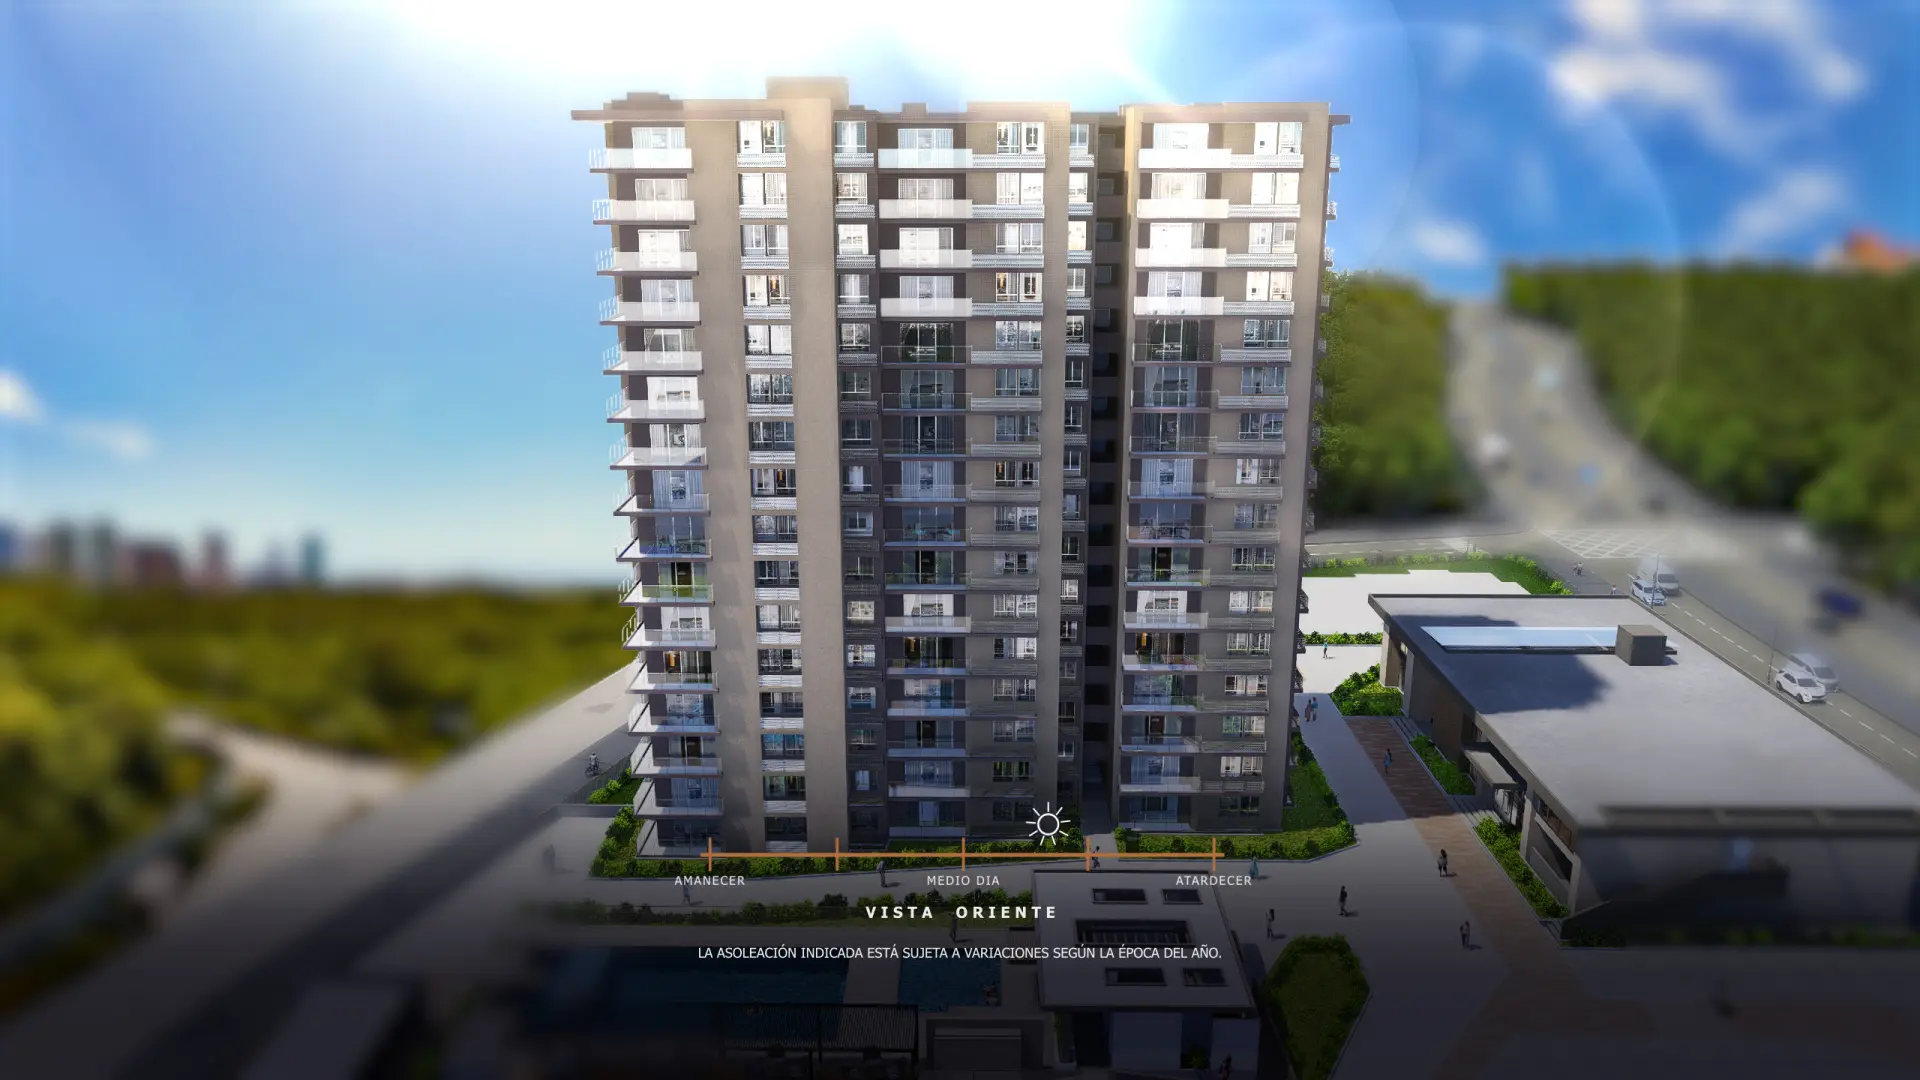 AMANECER MEDIO DIA ATARDECER
VISTA ORIENTE
LA ASOLEACIÓN INDICADA ESTÁ SUJETA A VARIACIONES SEGÚN LA ÉPOCA DEL AÑO.